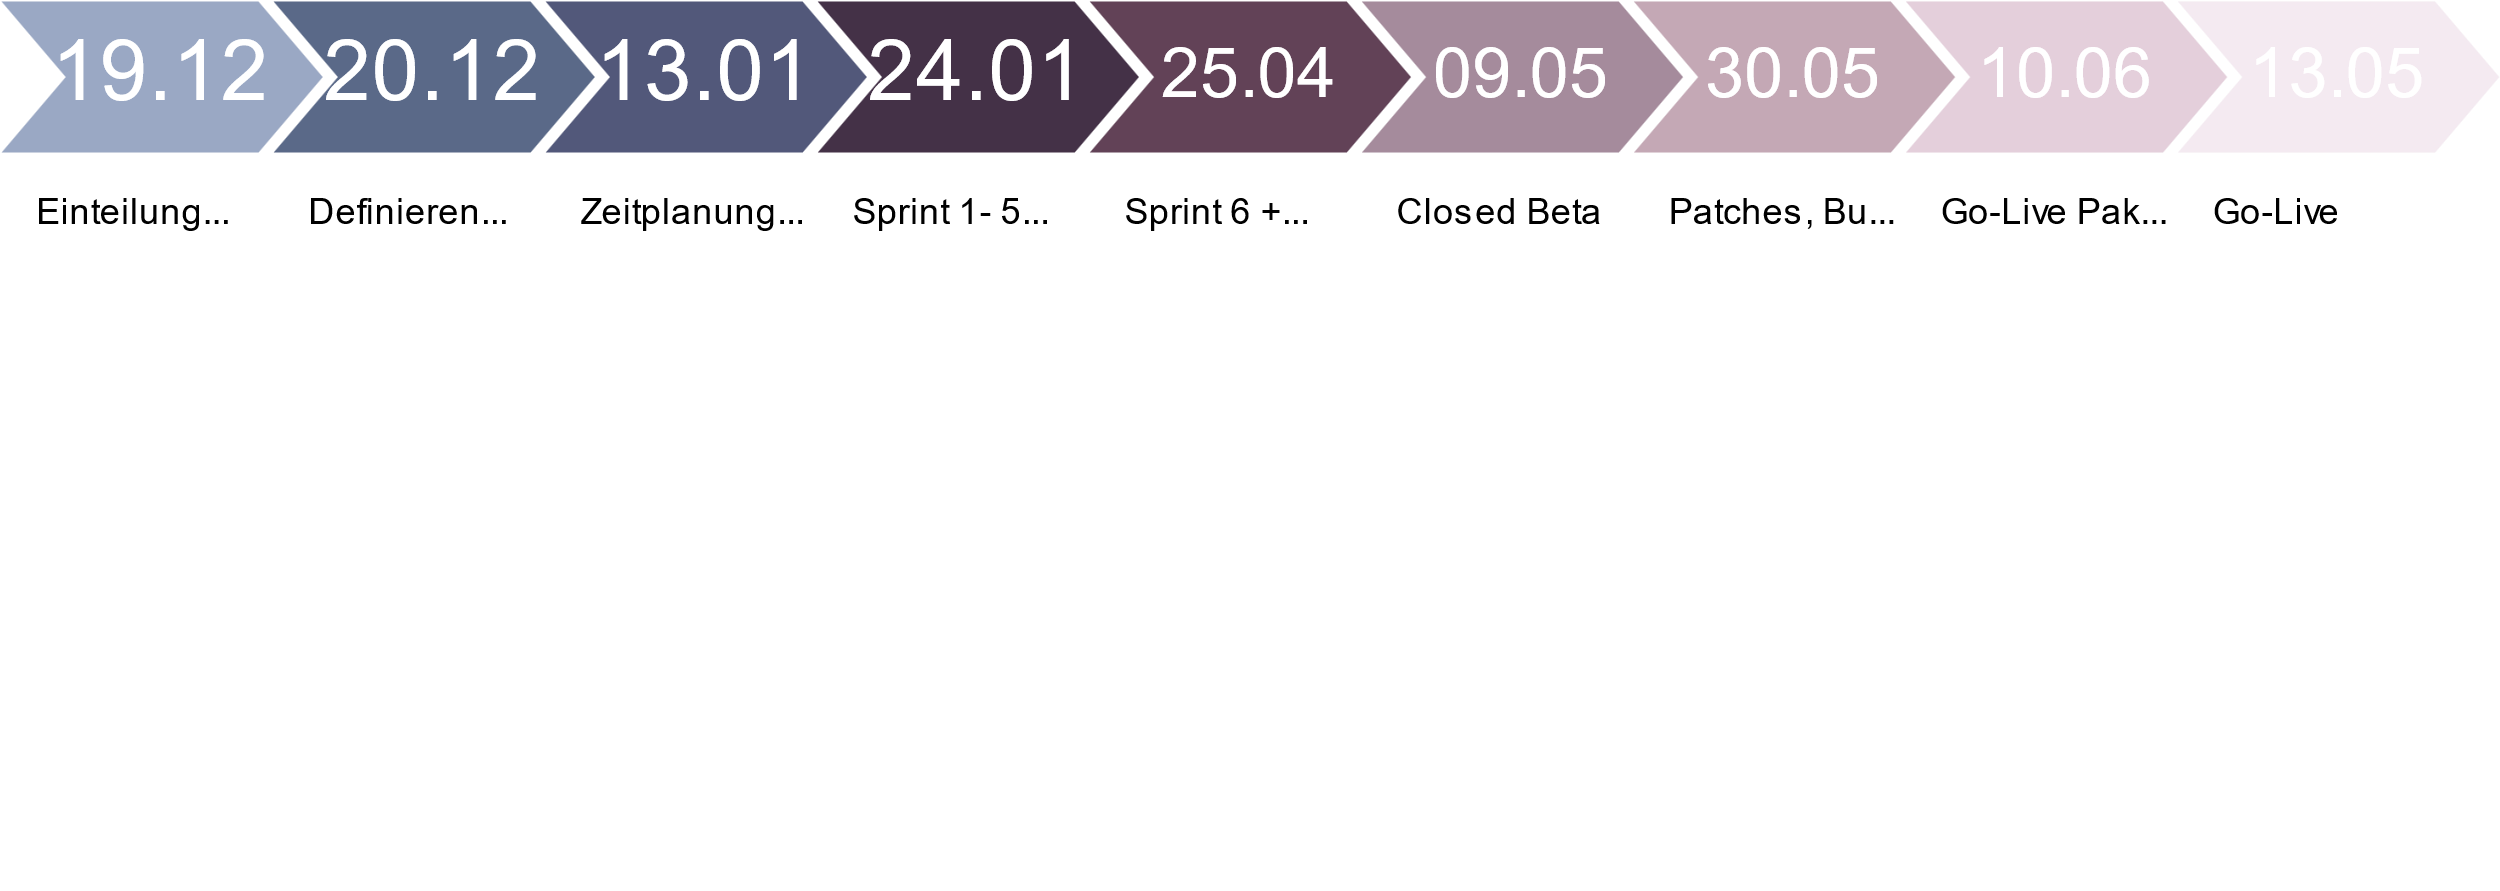 19.12
20.12
13.01
24.01
25.04
09.05
30.05
10.06
13.05
Einteilung...
Definieren...
Zeitplanung...
Sprint 1- 5...
Sprint 6 +...
Closed Beta
Patches, Bu...
Go-Live Pak...
Go-Live